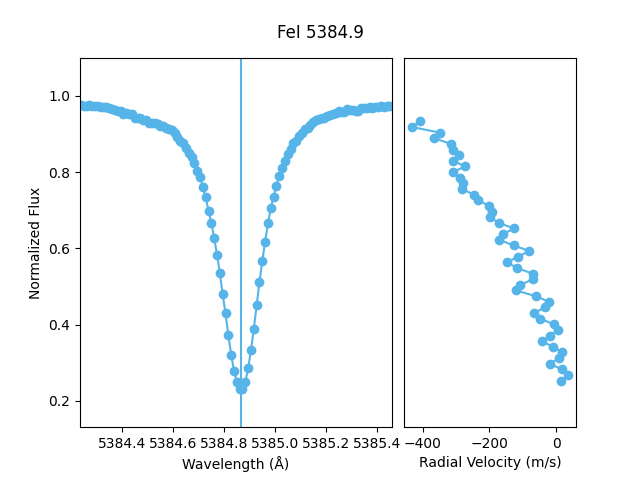 FeI 5384.9
Normalized Flux
1.0
0.8
0.6
0.4
0.2
5384.4 5384.6 5384.8 5385.0 5385.2 5385.4
Wavelength (Å)
−400 −200 0
Radial Velocity (m/s)